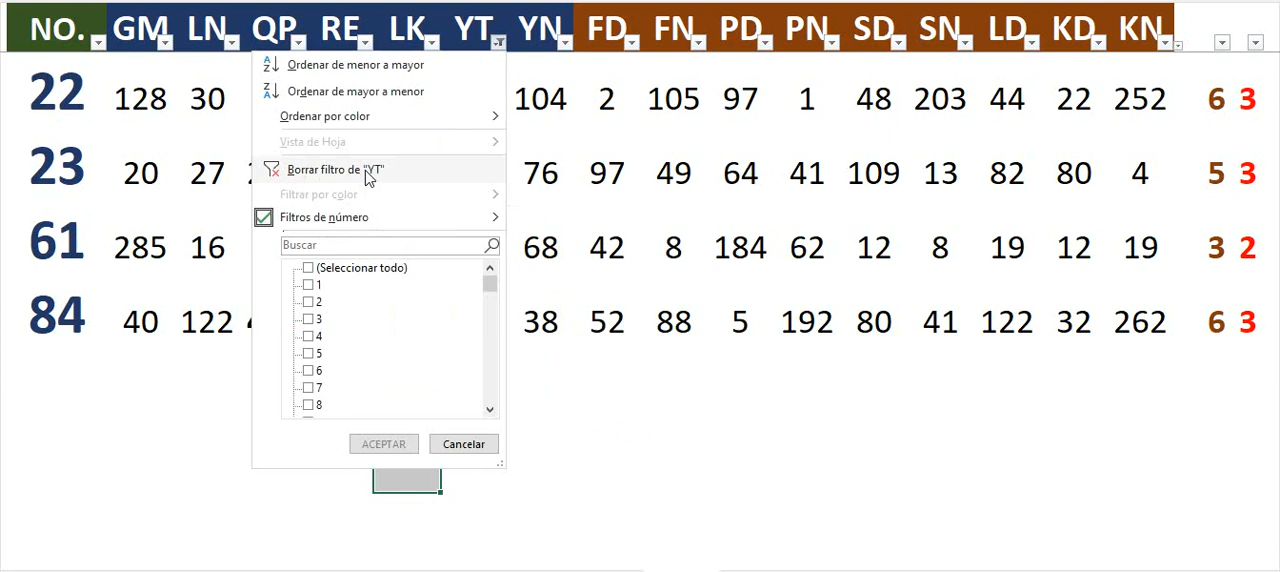 NO. GM LN QP RE LK YT YN FD FN PD PN SD SN LD KD KN
22 128 30 104 2 105 97 1 48 203 44 22 252 6 3
23 20 27 76 97 49 64 41 109 13 82 80 4 5 3
61 285 16 68 42 8 184 62 12 8 19 12 19 3 2
84 40 122 38 52 88 5 192 80 41 122 32 262 6 3
Ordenar de menor a mayor
Ordenar de mayor a menor
Ordenar por color
Vista de Hoja
Borrar filtro de "YT"
Filtrar por color
Filtros de número
Buscar
(Seleccionar todo)
1
2
3
4
5
6
7
8
ACEPTAR Cancelar